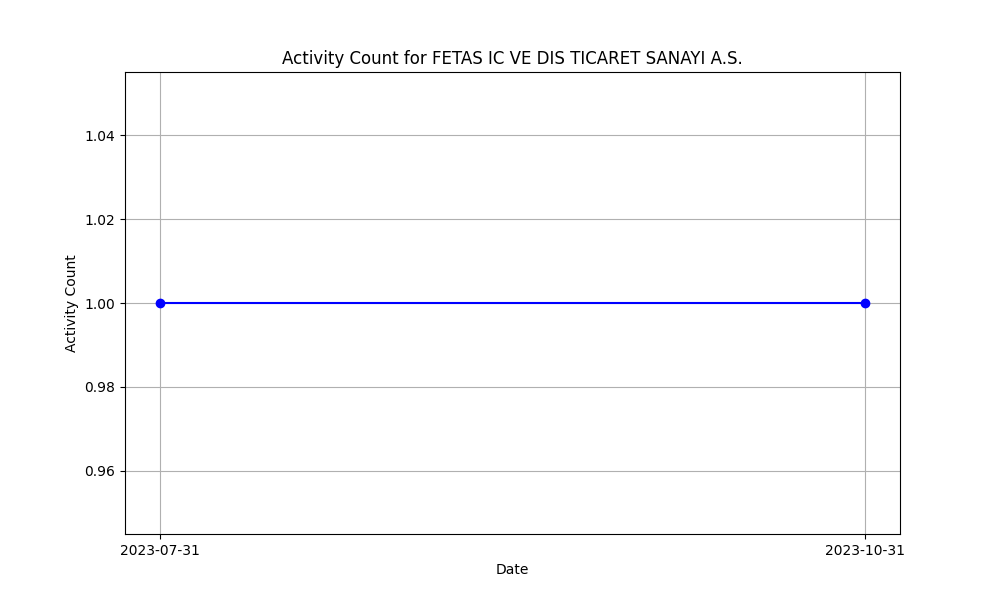 Activity Count for FETAS IC VE DIS TICARET SANAYI A.S.
1.04
1.02
1.00
0.98
0.96
Activity Count
2023-07-31
2023-10-31
Date